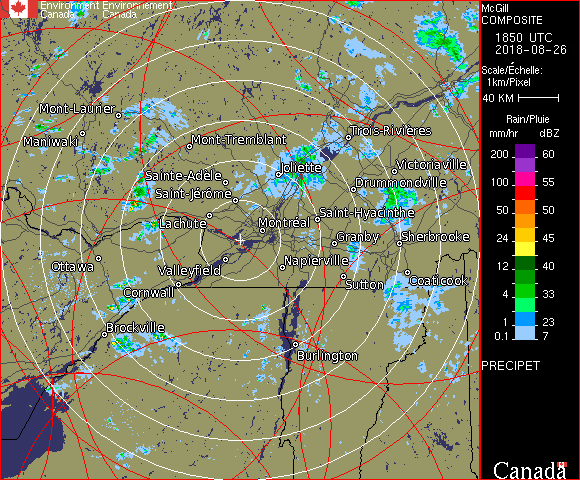 Environment Environnement
Canada Canada
McGill
COMPOSITE
1850 UTC
2018-08-26
Scale/Échelle:
1km/Pixel
40 KM
Rain/Pluie
mm/hr dBZ
200 60
100 55
50 50
24 45
12 40
4 33
1 23
0.1 7
PRECIPET
Canada
Mont-Laurier
Maniwaki
Mont-Tremblant
Trois-Rivières
Sainte-Adèle
Joliette
Victoriaville
Saint-Jérôme
Drummondville
Lachute
Montréal
Saint-Hyacinthe
Granby
Sherbrooke
Ottawa
Valleyfield
Napierville
Cornwall
Sutton
Coaticook
Brockville
Burlington